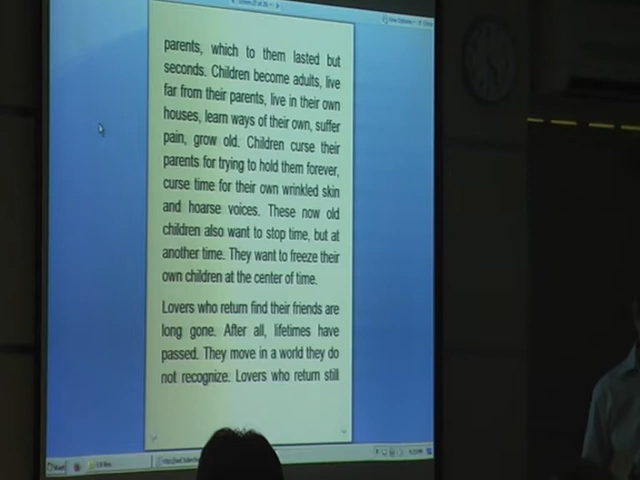 parents, which to them lasted but
seconds. Children become adults, live
far from their parents, live in their own
houses, learn ways of their own, suffer
pain, grow old. Children curse their
parents for trying to hold them forever,
curse time for their own wrinkled skin
and hoarse voices. These now old
children also want to stop time, but at
another time. They want to freeze their
own children at the center of time.
Lovers who return find their friends are
long gone. After all, lifetimes have
passed. They move in a world they do
not recognize. Lovers who return still